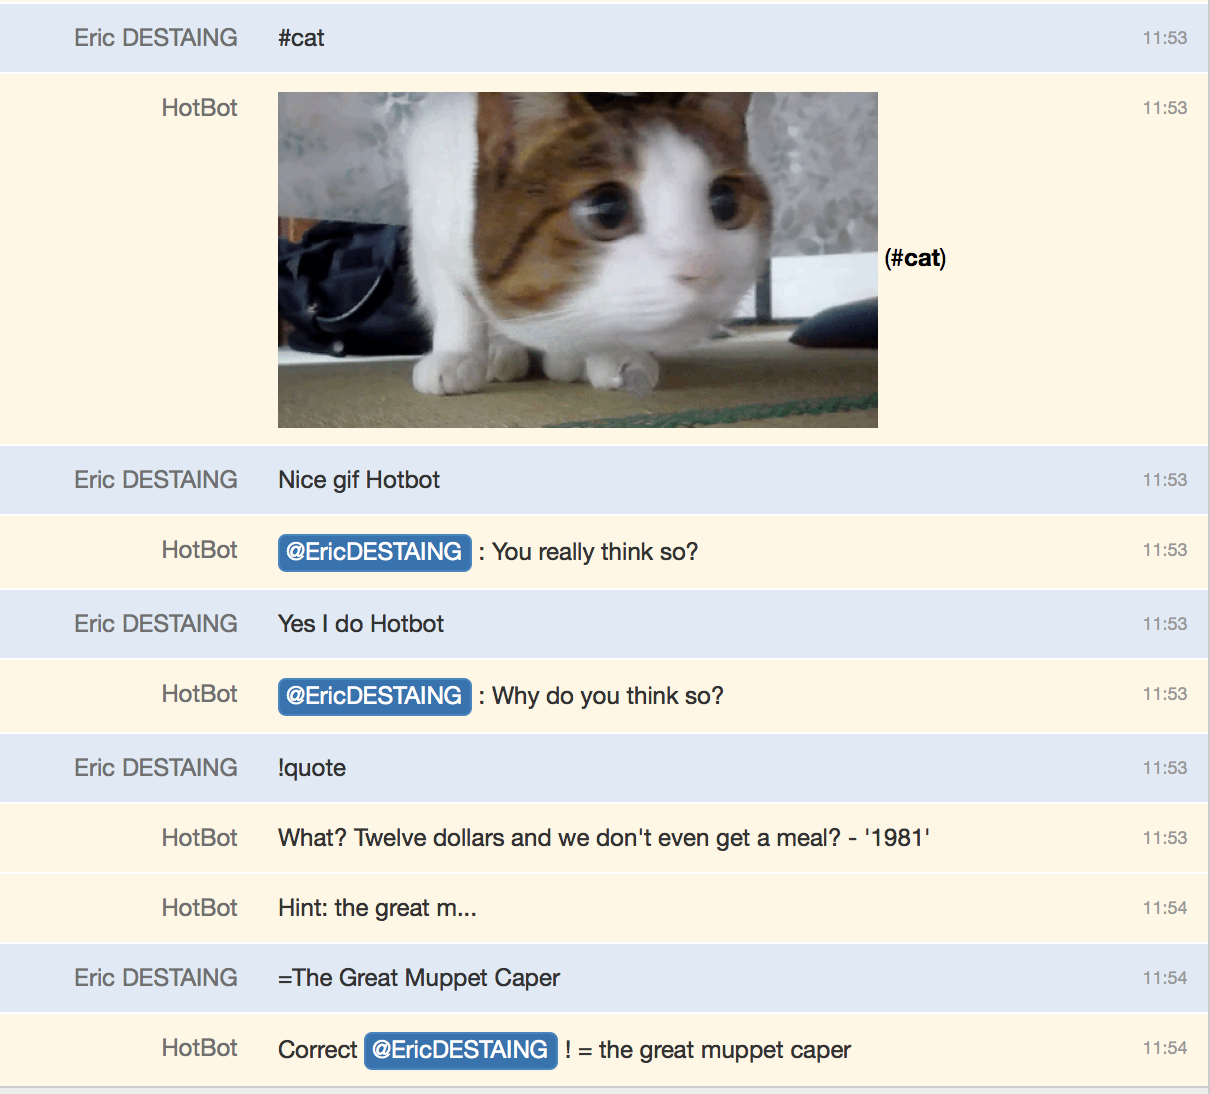 Eric DESTAING #cat 11:53
HotBot (#cat) 11:53
Eric DESTAING Nice gif Hotbot 11:53
HotBot @EricDESTAING : You really think so? 11:53
Eric DESTAING Yes I do Hotbot 11:53
HotBot @EricDESTAING : Why do you think so? 11:53
Eric DESTAING !quote 11:53
HotBot What? Twelve dollars and we don't even get a meal? - '1981' 11:53
HotBot Hint: the great m... 11:54
Eric DESTAING =The Great Muppet Caper 11:54
HotBot Correct @EricDESTAING ! = the great muppet caper 11:54